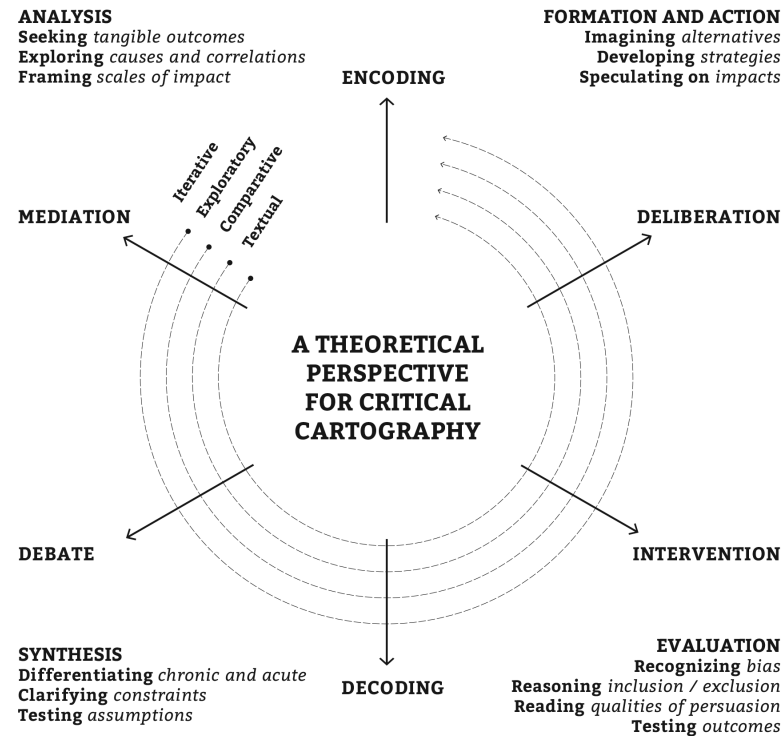 ANALYSIS
Seeking tangible outcomes
Exploring causes and correlations
Framing scales of impact
FORMATION AND ACTION
Imagining alternatives
Developing strategies
Speculating on impacts
ENCODING
Iterative
Exploratory
Comparative
Textual
MEDIATION
DELIBERATION
A THEORETICAL
PERSPECTIVE
FOR CRITICAL
CARTOGRAPHY
DEBATE
INTERVENTION
DECODING
SYNTHESIS
Differentiating chronic and acute
Clarifying constraints
Testing assumptions
EVALUATION
Recognizing bias
Reasoning inclusion / exclusion
Reading qualities of persuasion
Testing outcomes